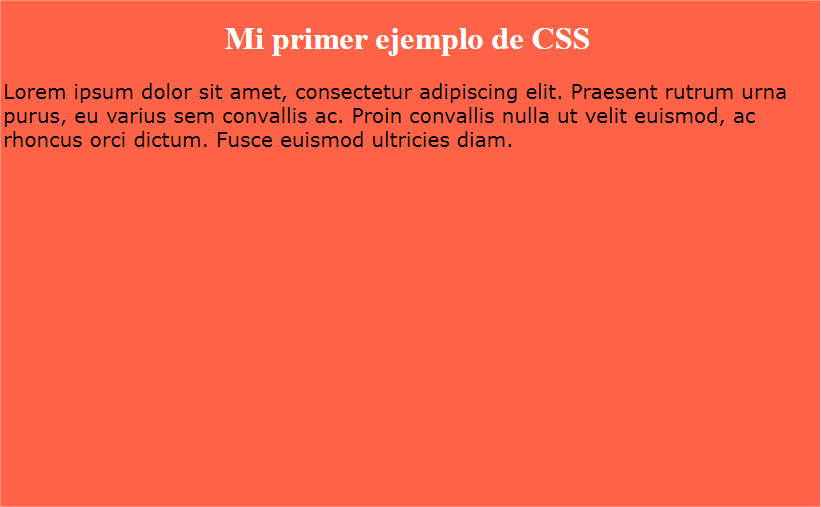 Mi primer ejemplo de CSS
Lorem ipsum dolor sit amet, consectetur adipiscing elit. Praesent rutrum urna
purus, eu varius sem convallis ac. Proin convallis nulla ut velit euismod, ac
rhoncus orci dictum. Fusce euismod ultricies diam.